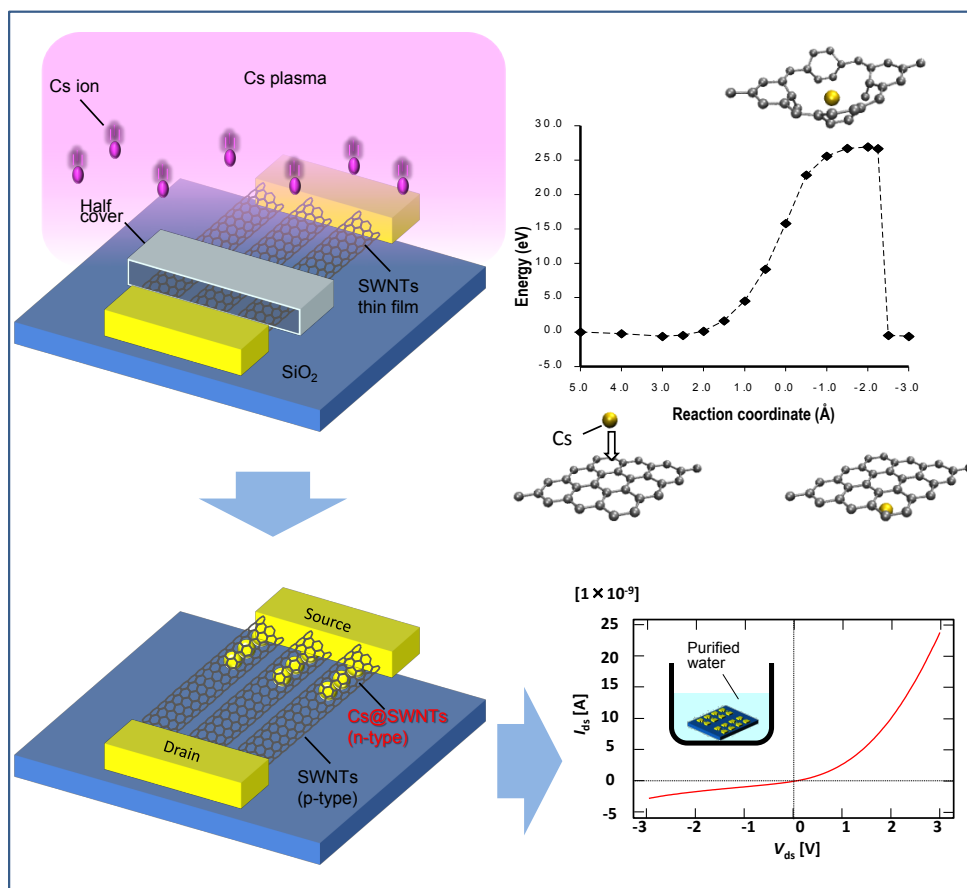 Cs plasma
Cs ion
Half
cover
SWNTs
thin film
SiO₂
30.0
25.0
20.0
15.0
10.0
5.0
0.0
-5.0
Energy (eV)
5.0 4.0 3.0 2.0 1.0 0.0 -1.0 -2.0 -3.0
Reaction coordinate (Å)
Cs
Source
Drain
Cs@SWNTs
(n-type)
SWNTs
(p-type)
[1×10⁻⁹]
25
20
15
10
5
0
-5
I_ds [A]
Purified
water
-3 -2 -1 0 1 2 3
V_ds [V]